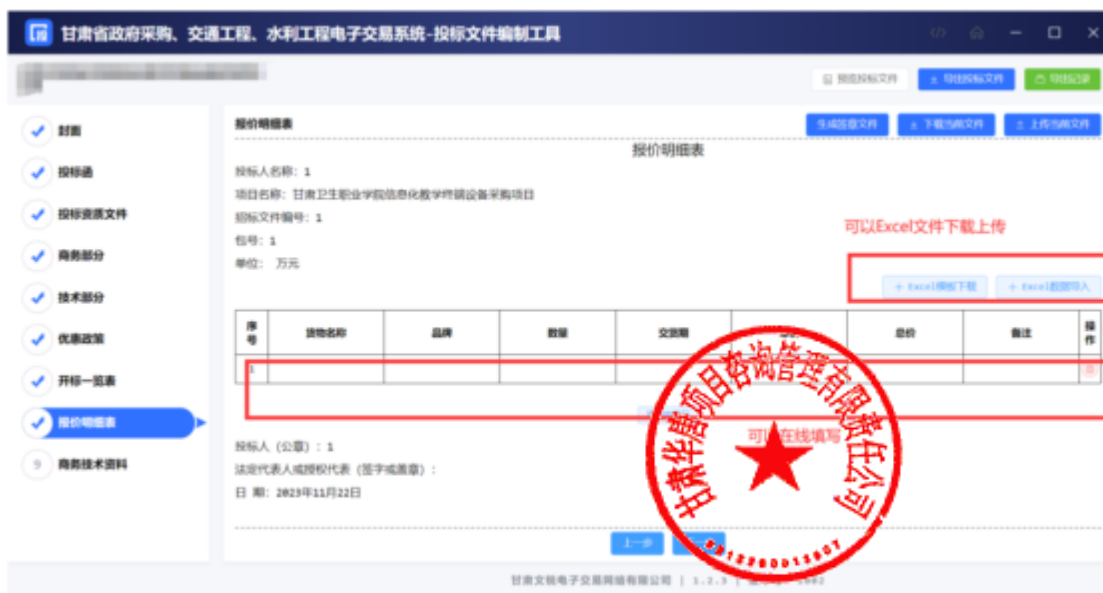 甘肃省政府采购、交通工程、水利工程电子交易系统-投标文件编制工具
预览投标文件 导出投标文件 导出记录
封面
投标函
投标资质文件
商务部分
技术部分
优惠政策
开标一览表
报价明细表
9 商务技术资料
报价明细表
生成签章文件 下载当前文件 上传当前文件
报价明细表
投标人名称：1
项目名称：甘肃卫生职业学院信息化教学终端设备采购项目
招标文件编号：1
包号：1
单位： 万元
可以Excel文件下载上传
+ Excel模板下载 + Excel数据导入
序号 货物名称 品牌 数量 交货期 总价 备注 操作
1
可以在线填写
投标人（公章）：1
法定代表人或授权代表（签字或盖章）：
日 期：2023年11月22日
上一步
甘肃华唐项目咨询管理有限责任公司
甘肃文锐电子交易网络有限公司 | 1.2.3 |